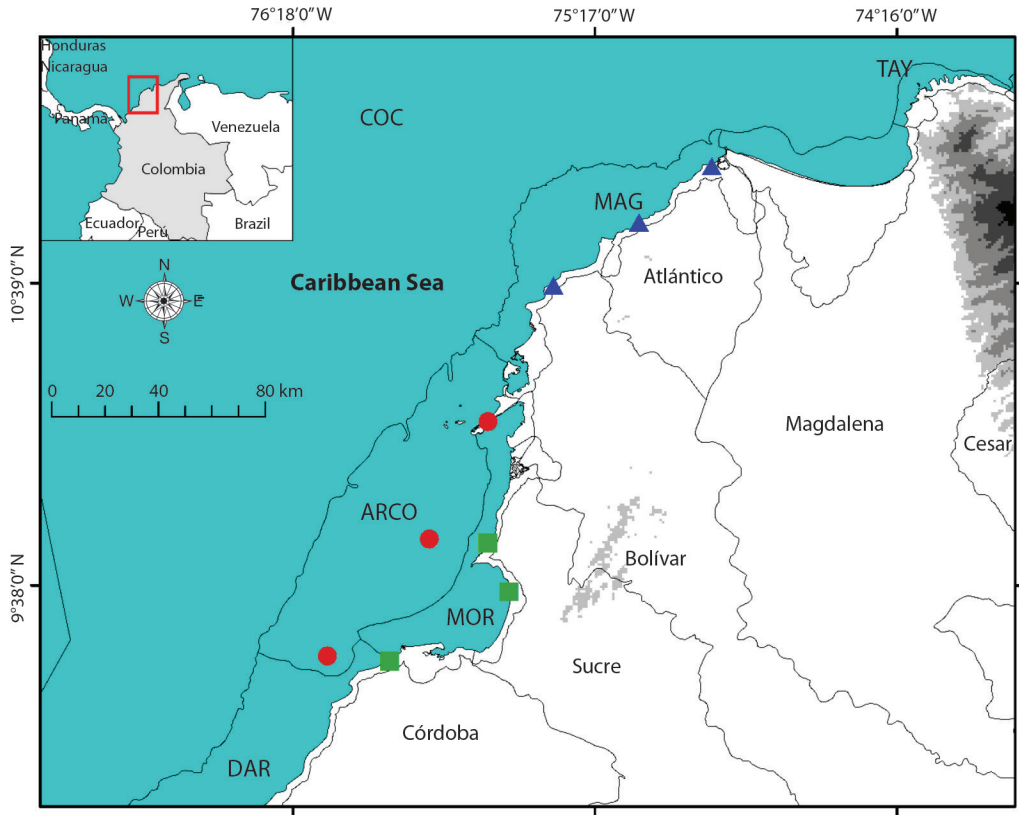 76°18'0"W
75°17'0"W
74°16'0"W
Honduras
Nicaragua
Panamá
Venezuela
Colombia
Ecuador
Perú
Brazil
COC
TAY
MAG
Caribbean Sea
Atlántico
10°39'0"N
N
W
E
S
0 20 40 80 km
Magdalena
Cesar
ARCO
Bolívar
9°38'0"N
MOR
Sucre
Córdoba
DAR